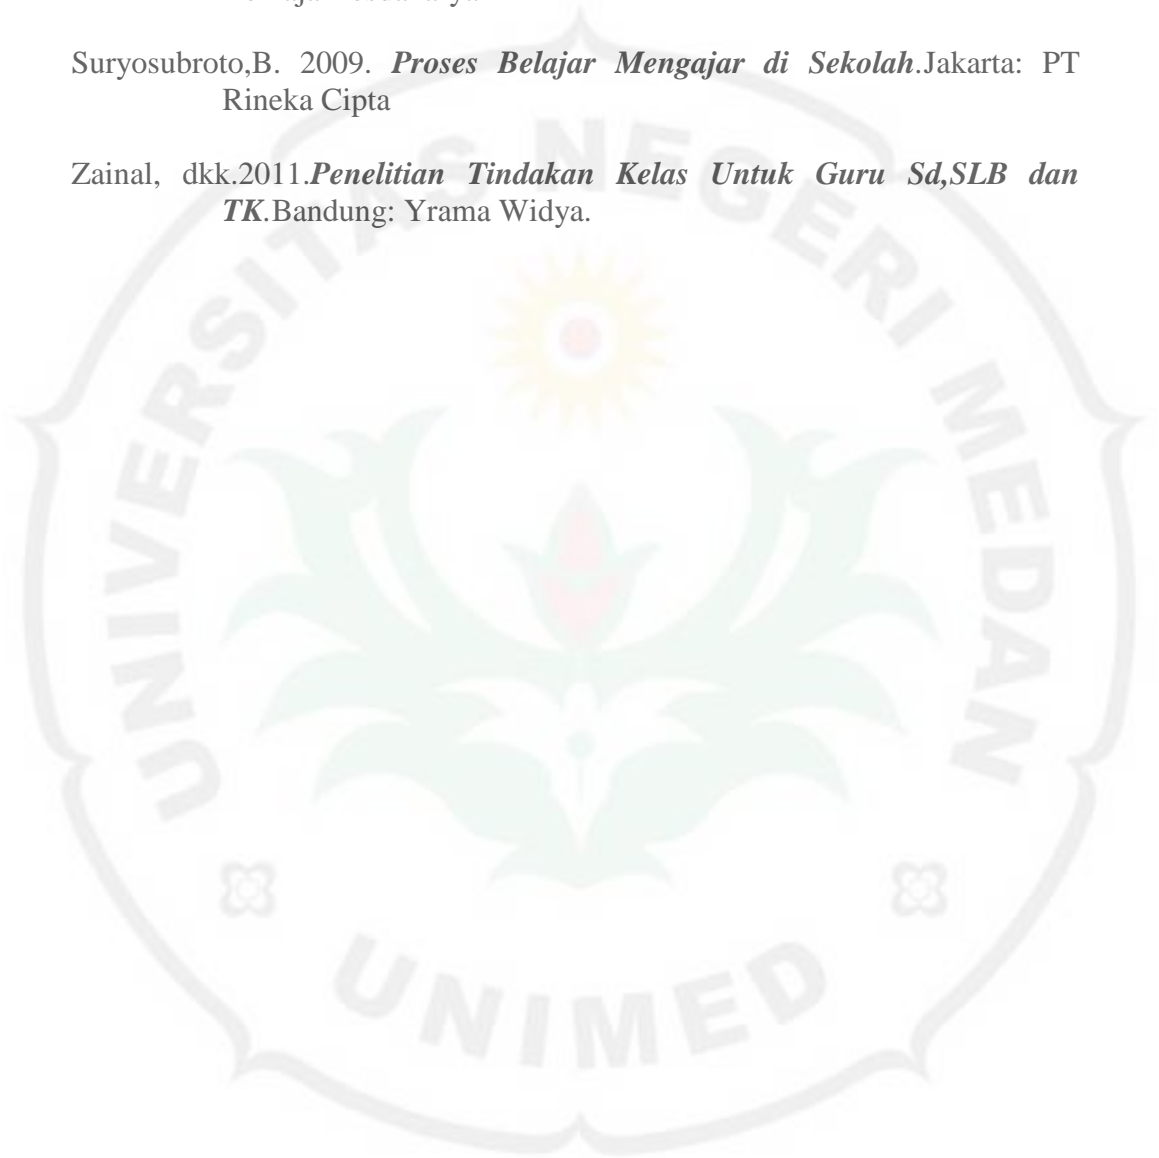 Suryosubroto,B. 2009. Proses Belajar Mengajar di Sekolah.Jakarta: PT
Rineka Cipta
Zainal, dkk.2011.Penelitian Tindakan Kelas Untuk Guru Sd,SLB dan
TK.Bandung: Yrama Widya.
UNIVERSITAS NEGERI MEDAN
UNIMED